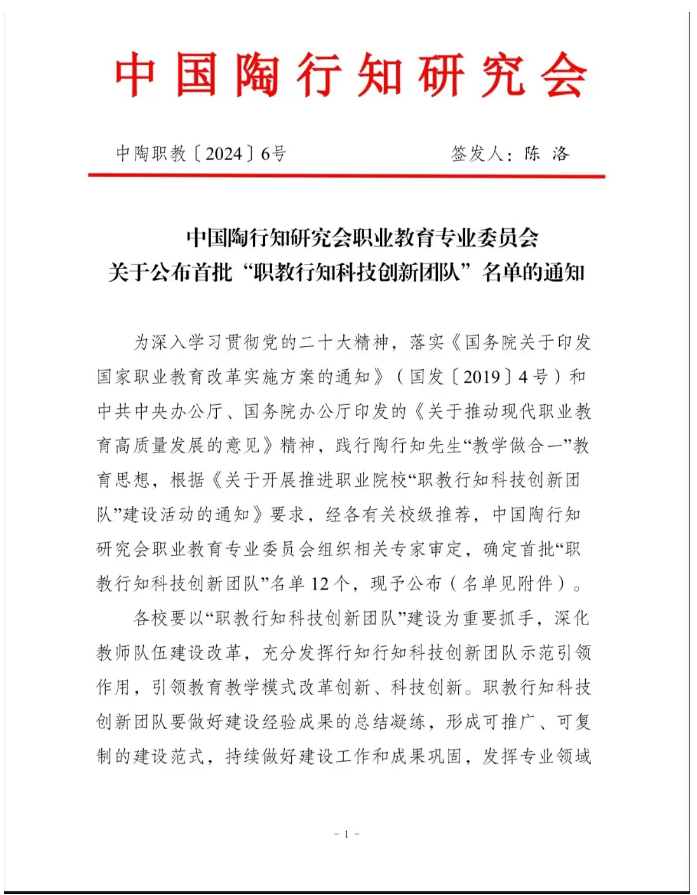 中国陶行知研究会
中陶职教〔2024〕6号 签发人：陈 洛
中国陶行知研究会职业教育专业委员会
关于公布首批“职教行知科技创新团队”名单的通知
为深入学习贯彻党的二十大精神，落实《国务院关于印发
国家职业教育改革实施方案的通知》（国发〔2019〕4号）和
中共中央办公厅、国务院办公厅印发的《关于推动现代职业教
育高质量发展的意见》精神，践行陶行知先生“教学做合一”教
育思想，根据《关于开展推进职业院校“职教行知科技创新团
队”建设活动的通知》要求，经各有关校级推荐，中国陶行知
研究会职业教育专业委员会组织相关专家审定，确定首批“职
教行知科技创新团队”名单12个，现予公布（名单见附件）。
各校要以“职教行知科技创新团队”建设为重要抓手，深化
教师队伍建设改革，充分发挥行知行知科技创新团队示范引领
作用，引领教育教学模式改革创新、科技创新。职教行知科技
创新团队要做好建设经验成果的总结凝练，形成可推广、可复
制的建设范式，持续做好建设工作和成果巩固，发挥专业领域
- 1 -